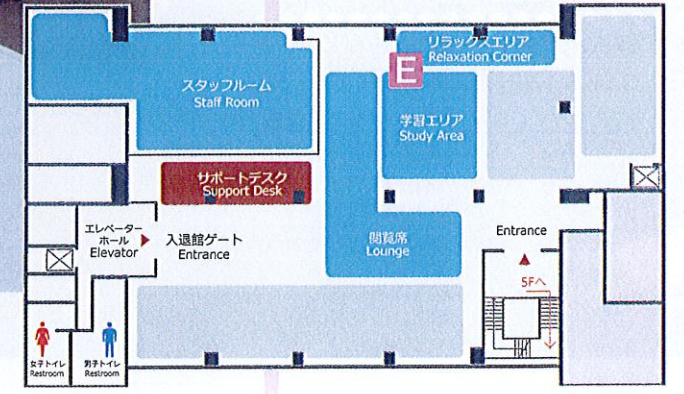 リラックスエリア
Relaxation Corner
E
スタッフルーム
Staff Room
学習エリア
Study Area
サポートデスク
Support Desk
エレベーター
ホール
Elevator
入退館ゲート
Entrance
閲覧席
Lounge
Entrance
5Fへ
女子トイレ
Restroom
男子トイレ
Restroom